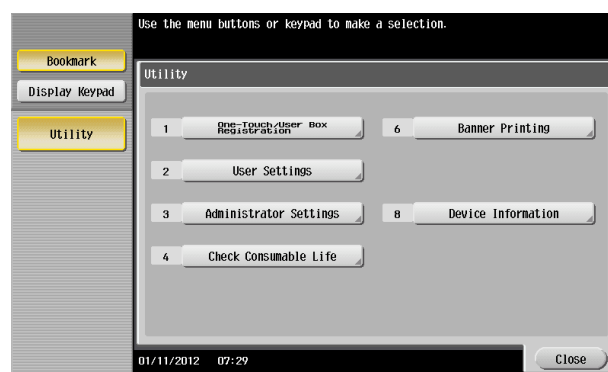 Use the menu buttons or keypad to make a selection.
Bookmark
Display Keypad
Utility
Utility
1 One-Touch/User Box
Registration
6 Banner Printing
2 User Settings
3 Administrator Settings
8 Device Information
4 Check Consumable Life
01/11/2012 07:29
Close